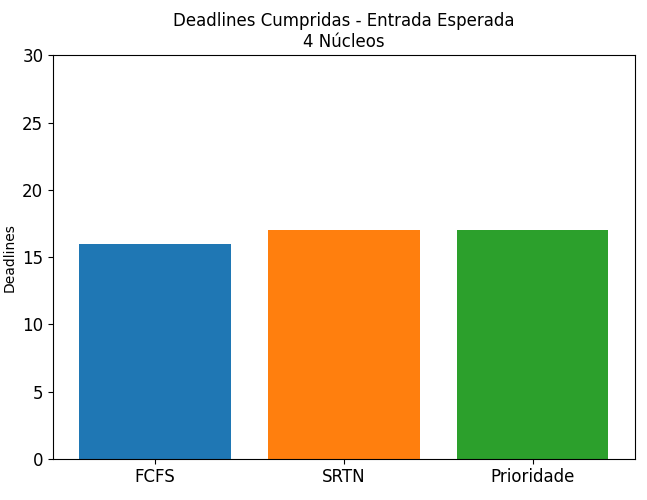 Deadlines Cumpridas - Entrada Esperada
4 Núcleos
30
25
20
15
10
5
0
Deadlines
FCFS
SRTN
Prioridade